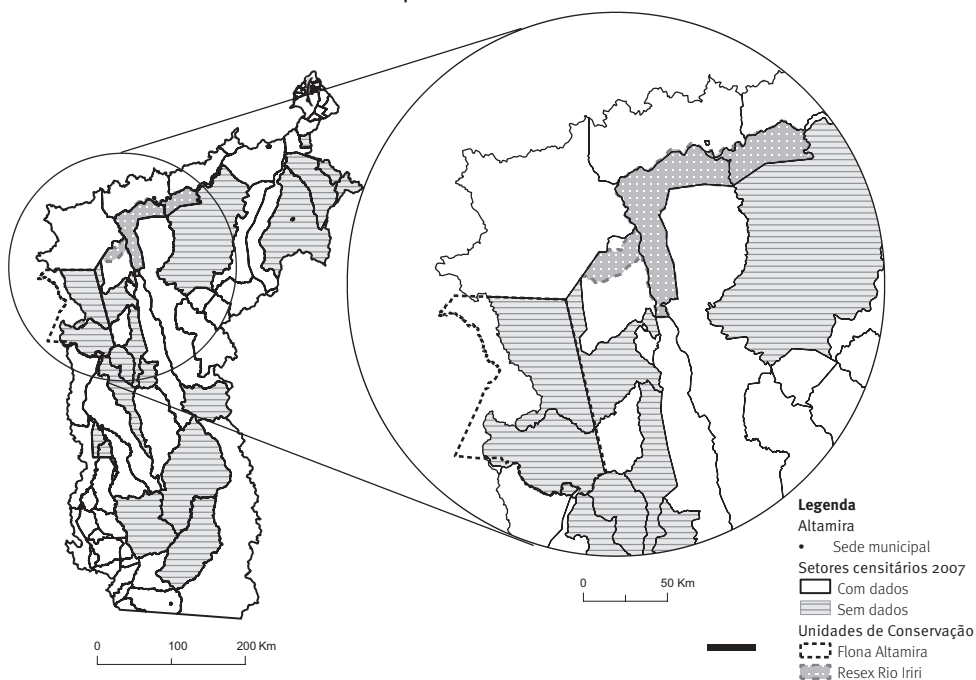 0 50 Km
0 100 200 Km
Legenda
Altamira
Sede municipal
Setores censitários 2007
Com dados
Sem dados
Unidades de Conservação
Flona Altamira
Resex Rio Iriri